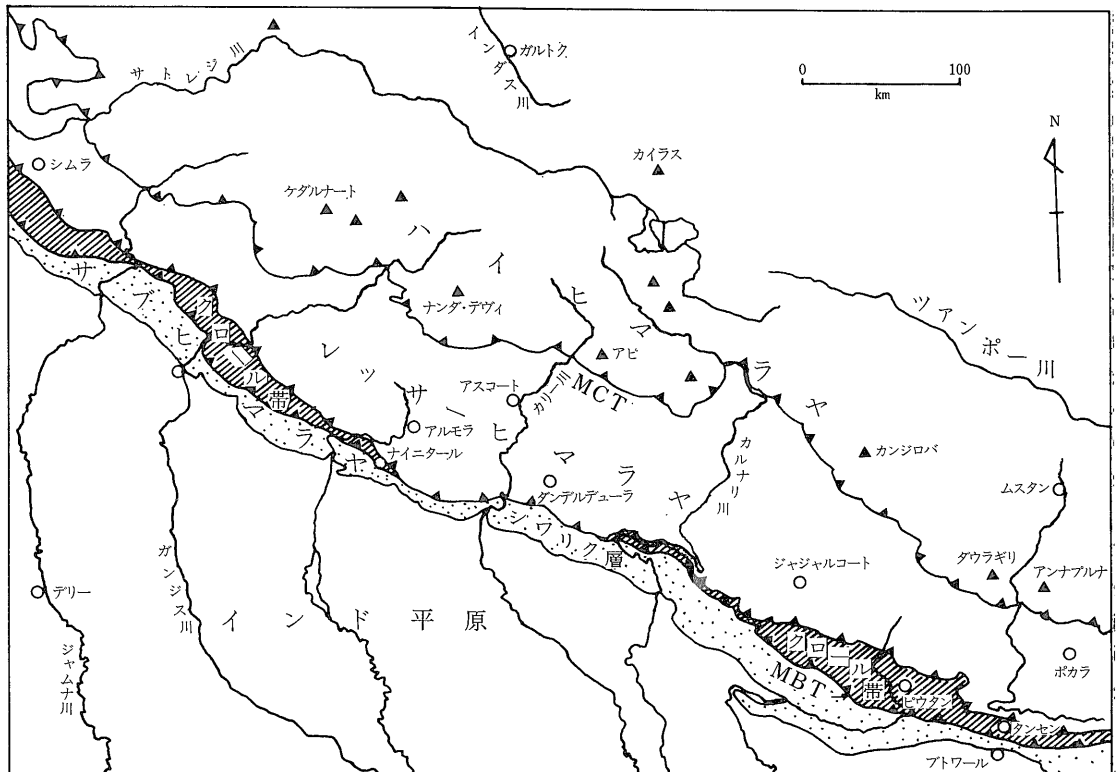 サトレジ川
インダス川
ガルトク
0 100
km
N
シムラ
カイラス
ケダルナート
ハイヒマラヤ
ナンダ・デヴィ
ツァンポー川
サブヒマラヤ
クロール帯
レッサーヒマラヤ
アピ
アスコート
カリー川
MCT
アルモラ
ナイニタール
カルナリ川
カンジロバ
ムスタン
ダンデルデューラ
シワリク層
ジャジャルコート
ダウラギリ
アンナプルナ
デリー
ガンジス川
インド平原
ジャムナ川
クロール帯
MBT
ピウタン
ポカラ
タンセン
ブトワール